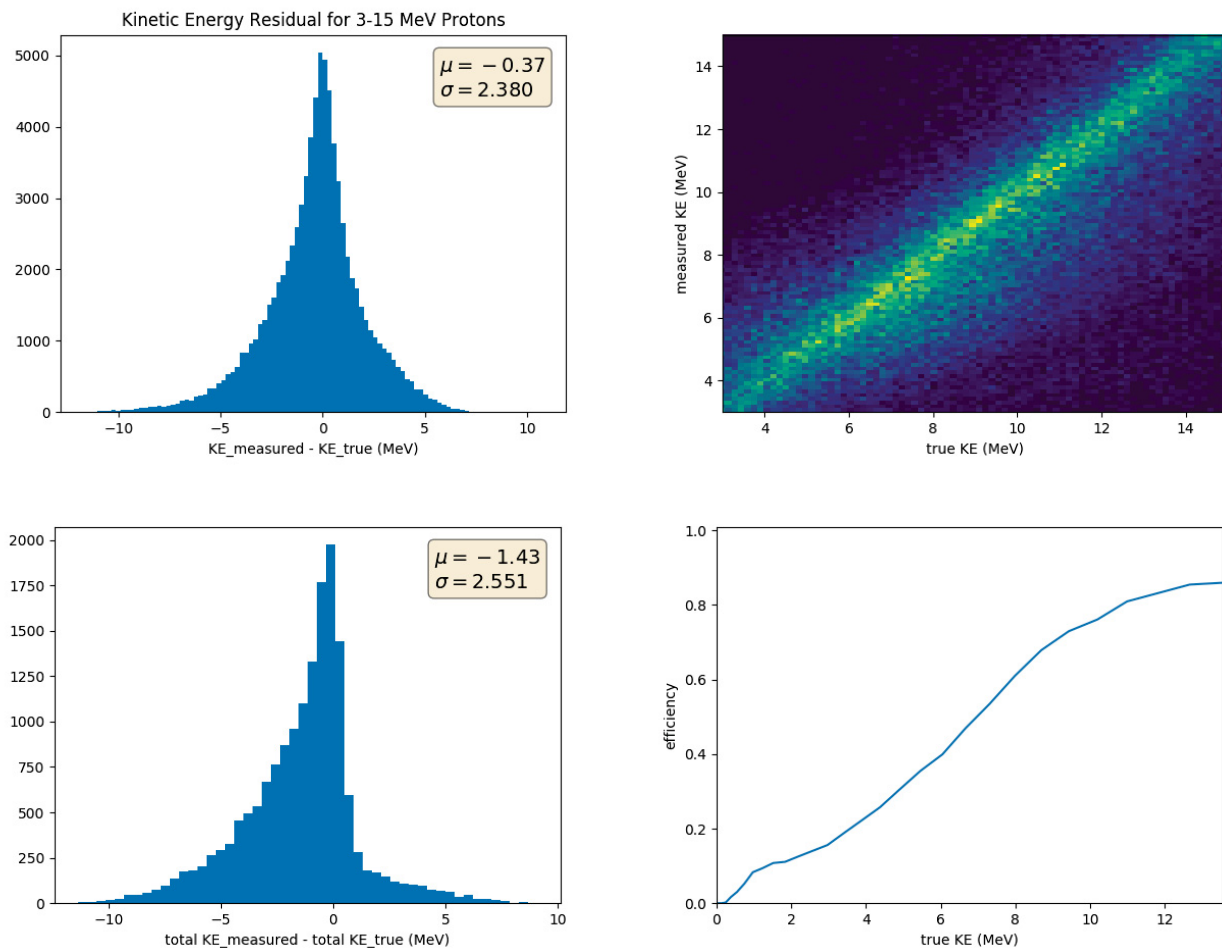 Kinetic Energy Residual for 3-15 MeV Protons
μ = −0.37
σ = 2.380
5000
4000
3000
2000
1000
0
−10 −5 0 5 10
KE_measured - KE_true (MeV)
14
12
10
8
6
4
measured KE (MeV)
4 6 8 10 12 14
true KE (MeV)
μ = −1.43
σ = 2.551
2000
1750
1500
1250
1000
750
500
250
0
−10 −5 0 5 10
total KE_measured - total KE_true (MeV)
1.0
0.8
0.6
0.4
0.2
0.0
efficiency
0 2 4 6 8 10 12
true KE (MeV)